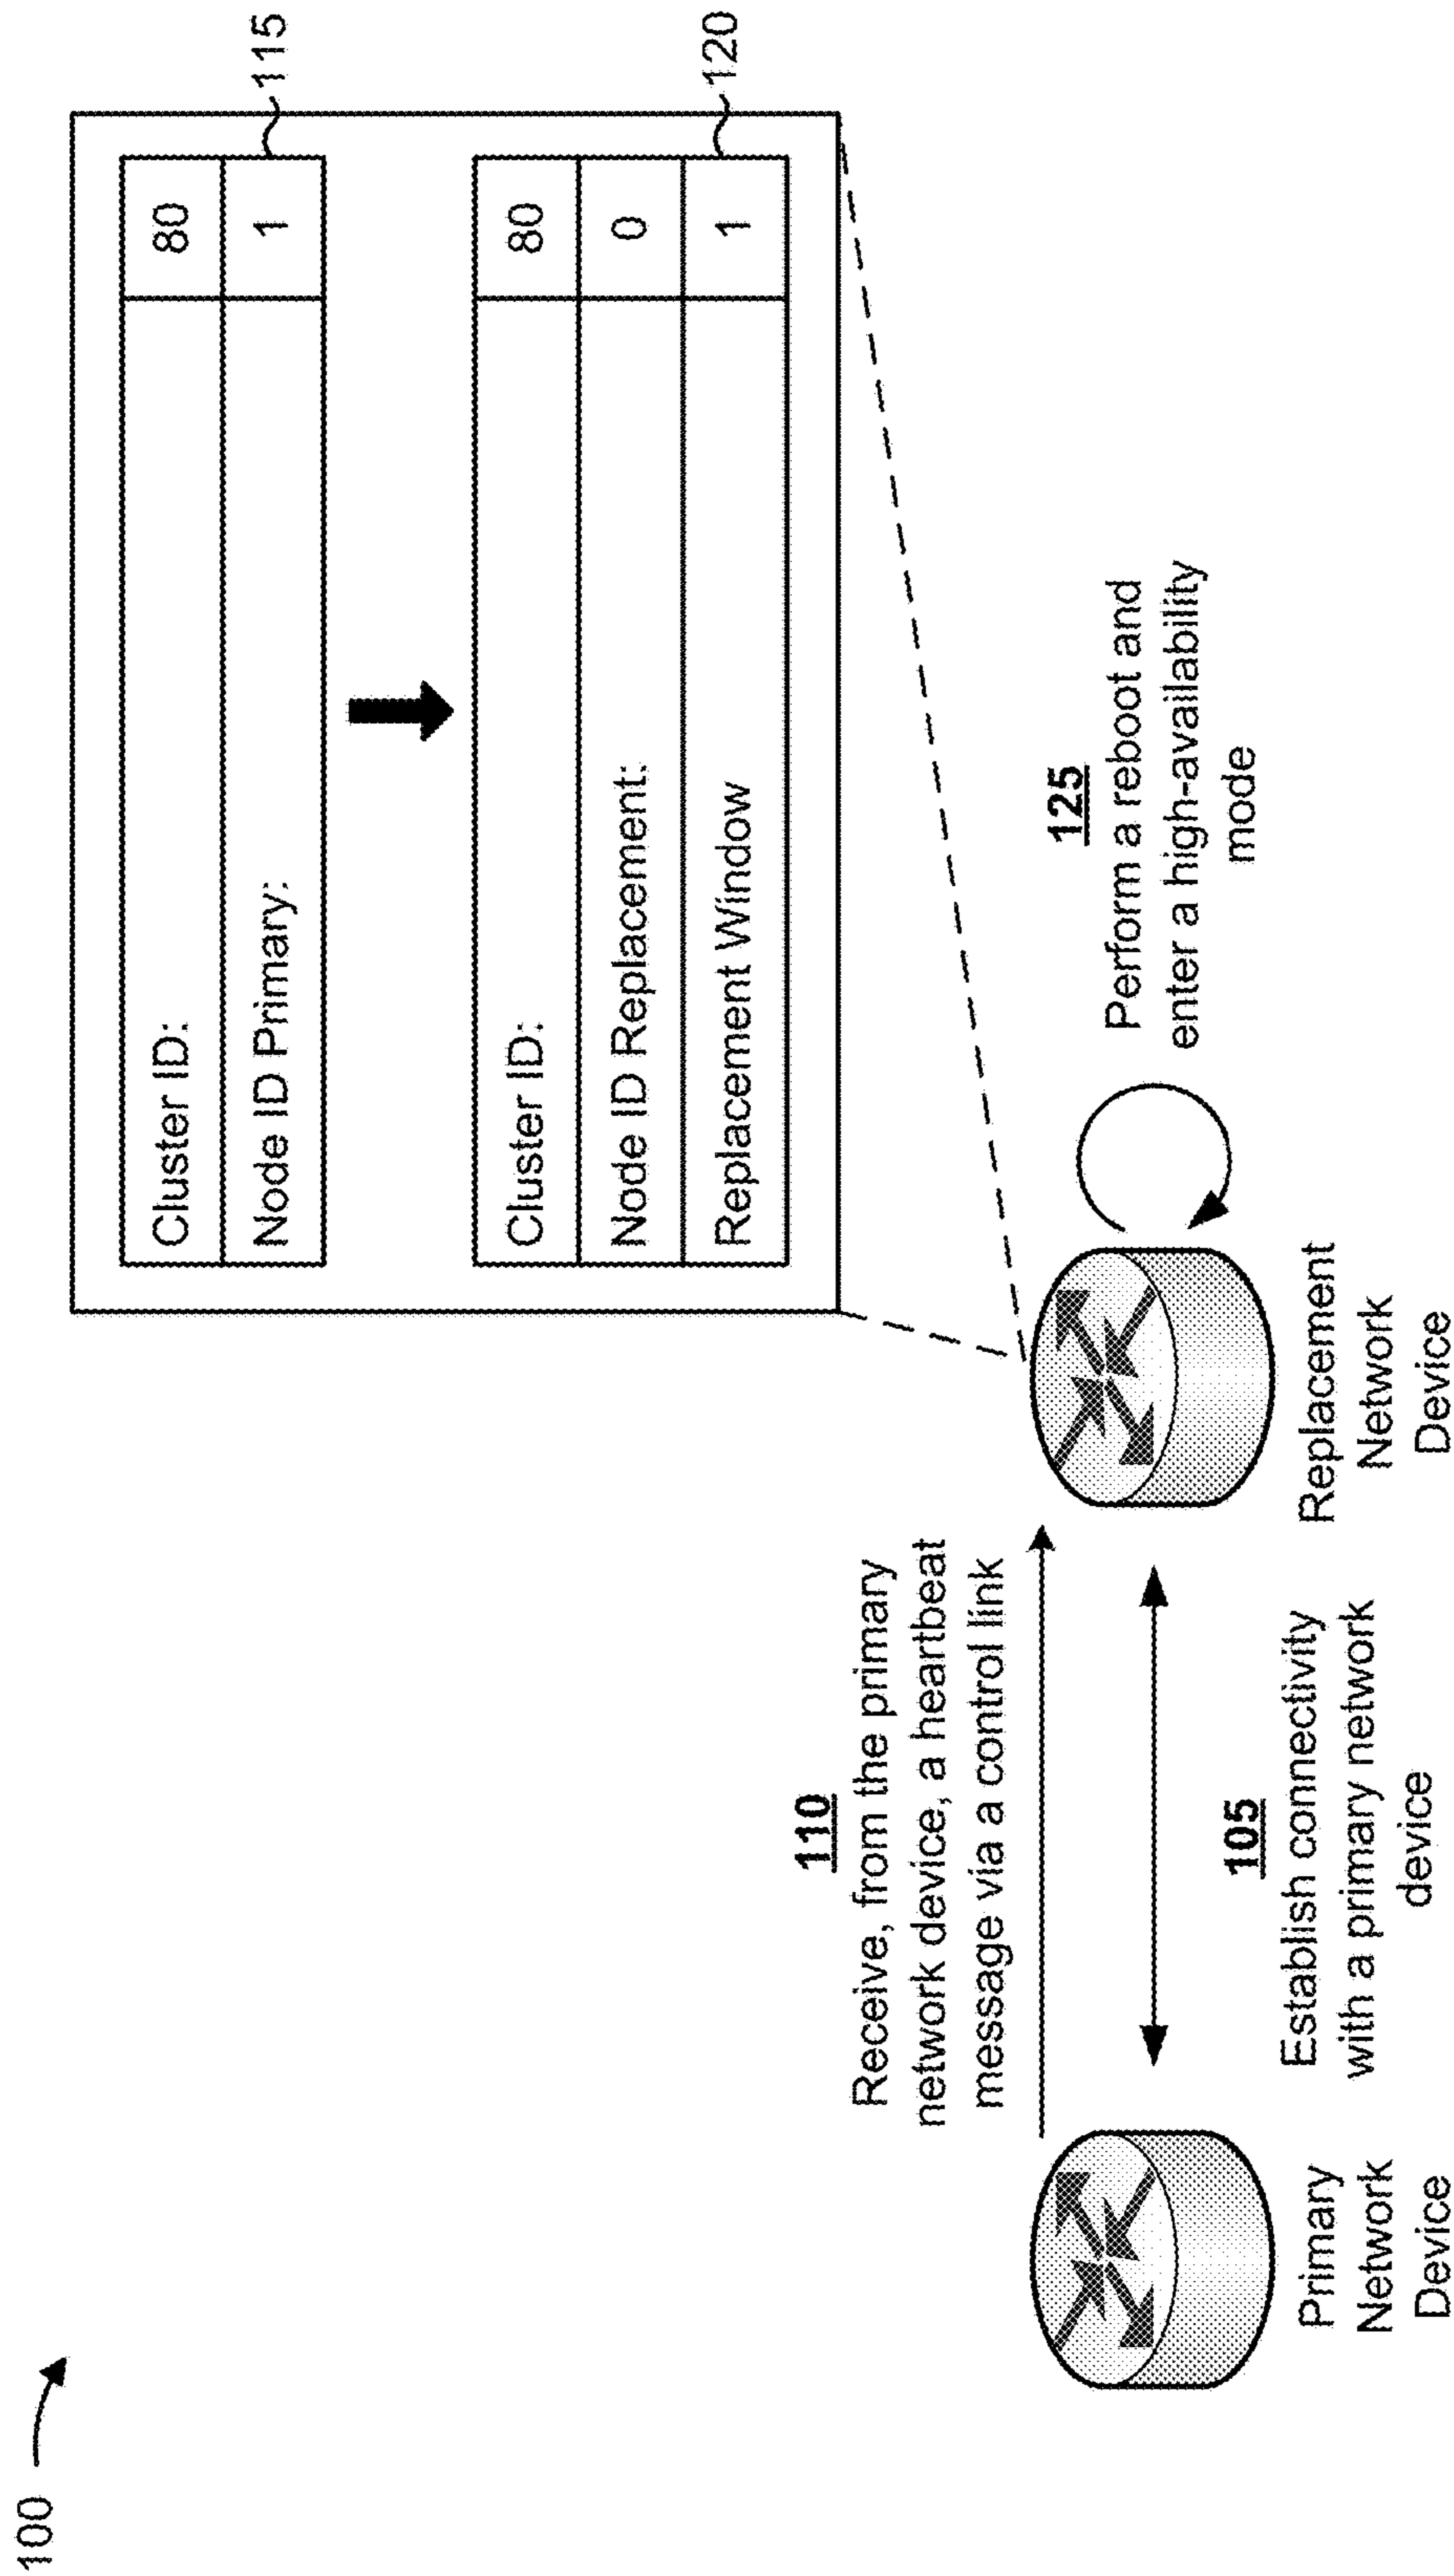 100
Cluster ID: 80
Node ID Primary: 1
115
Cluster ID: 80
Node ID Replacement: 0
Replacement Window 1
120
110
Receive, from the primary
network device, a heartbeat
message via a control link
105
Establish connectivity
with a primary network
device
125
Perform a reboot and
enter a high-availability
mode
Primary
Network
Device
Replacement
Network
Device